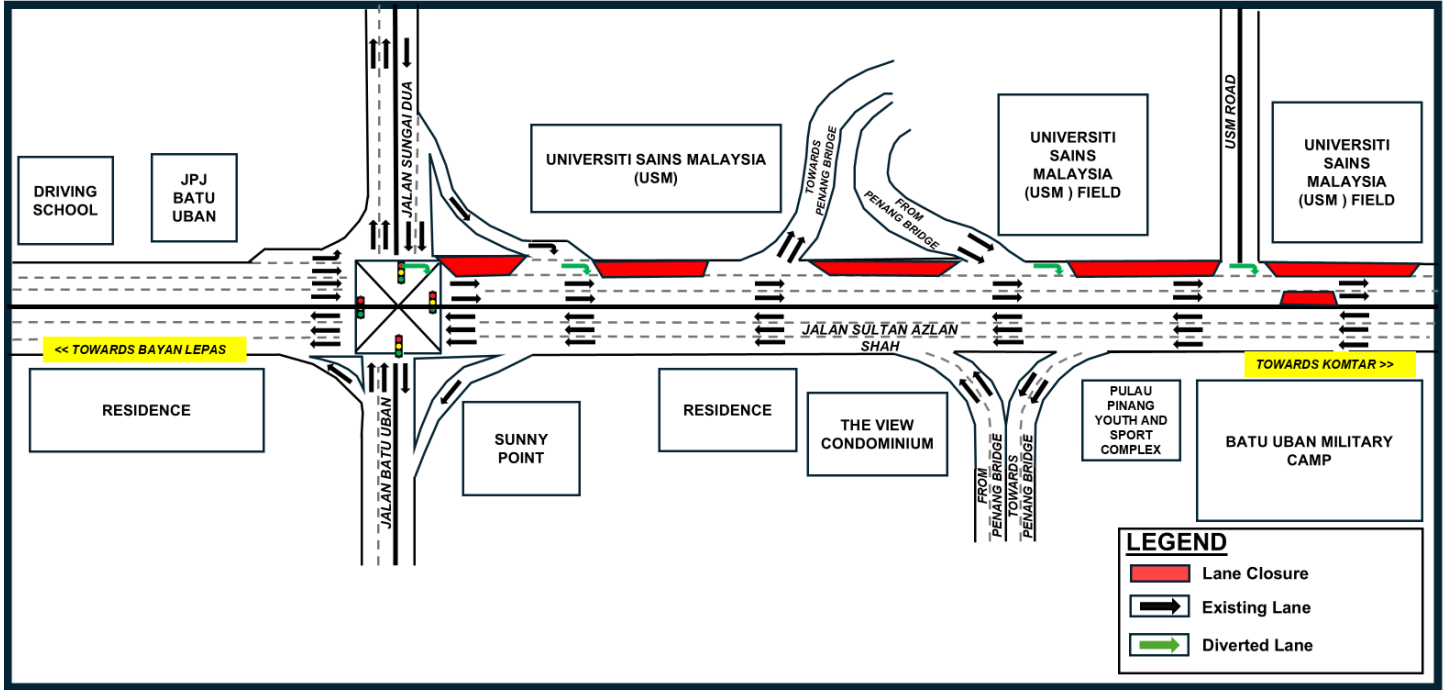 DRIVING
SCHOOL
JPJ
BATU
UBAN
JALAN SUNGAI DUA
UNIVERSITI SAINS MALAYSIA
(USM)
TOWARDS
PENANG BRIDGE
FROM
PENANG BRIDGE
UNIVERSITI
SAINS
MALAYSIA
(USM ) FIELD
USM ROAD
UNIVERSITI
SAINS
MALAYSIA
(USM ) FIELD
JALAN SULTAN AZLAN
SHAH
<< TOWARDS BAYAN LEPAS
TOWARDS KOMTAR >>
RESIDENCE
JALAN BATU UBAN
SUNNY
POINT
RESIDENCE
THE VIEW
CONDOMINIUM
FROM
PENANG BRIDGE
TOWARDS
PENANG BRIDGE
PULAU
PINANG
YOUTH AND
SPORT
COMPLEX
BATU UBAN MILITARY
CAMP
LEGEND
Lane Closure
Existing Lane
Diverted Lane